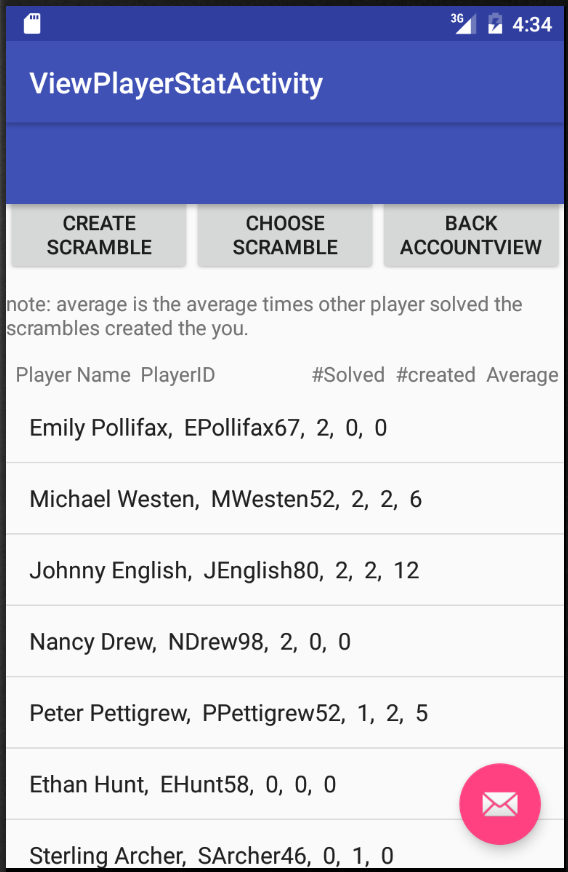 3G 4:34
ViewPlayerStatActivity
CREATE SCRAMBLE
CHOOSE SCRAMBLE
BACK ACCOUNTVIEW
note: average is the average times other player solved the
scrambles created the you.
Player Name PlayerID #Solved #created Average
Emily Pollifax, EPollifax67, 2, 0, 0
Michael Westen, MWesten52, 2, 2, 6
Johnny English, JEnglish80, 2, 2, 12
Nancy Drew, NDrew98, 2, 0, 0
Peter Pettigrew, PPettigrew52, 1, 2, 5
Ethan Hunt, EHunt58, 0, 0, 0
Sterling Archer, SArcher46, 0, 1, 0